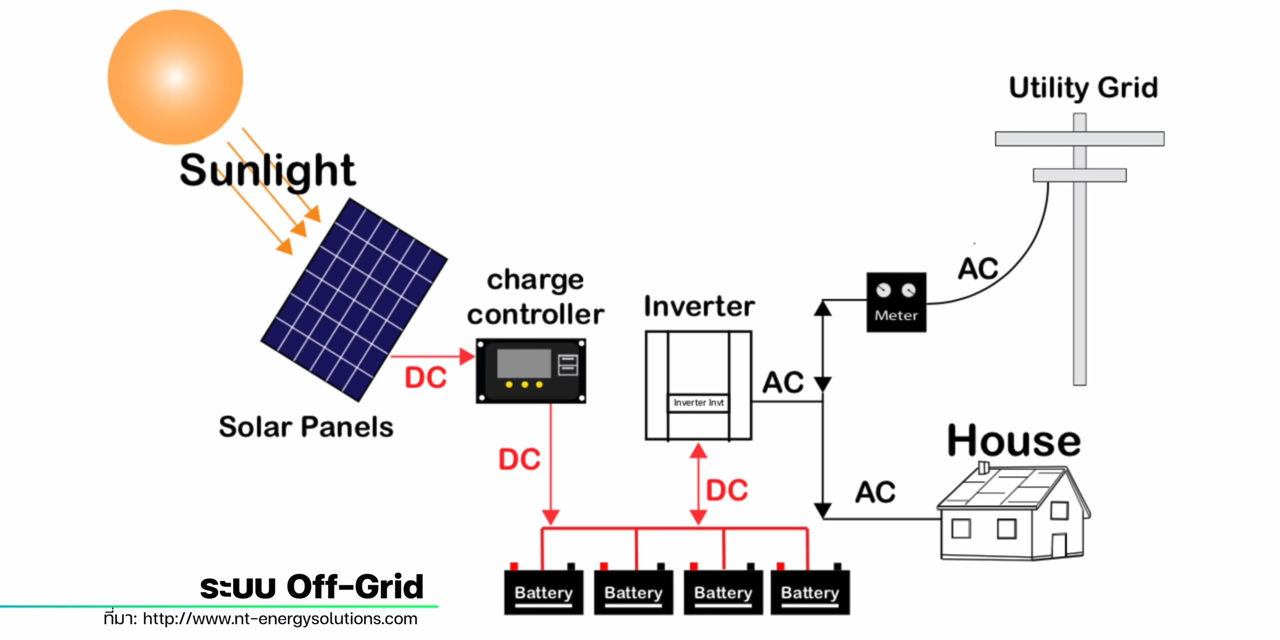 Utility Grid
Sunlight
AC
charge
controller
Inverter
Meter
DC
AC
Inverter Invt
Solar Panels
House
DC
DC
AC
ระบบ Off-Grid
Battery
Battery
Battery
Battery
ที่มา: http://www.nt-energysolutions.com